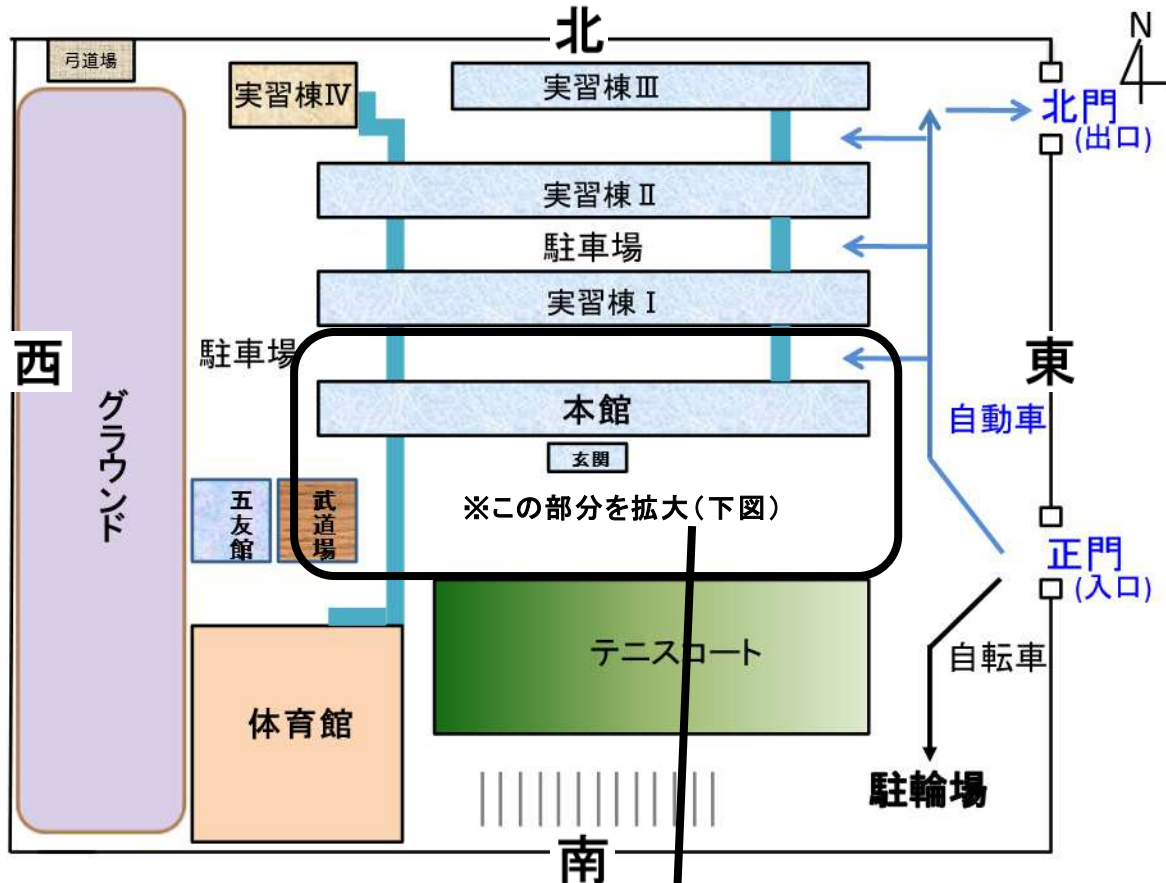 北
N
弓道場
実習棟Ⅳ
実習棟Ⅲ
北門
(出口)
実習棟Ⅱ
駐車場
実習棟Ⅰ
西
駐車場
東
グラウンド
本館
自動車
玄関
※この部分を拡大(下図)
五友館
武道場
正門
(入口)
テニスコート
自転車
体育館
駐輪場
南